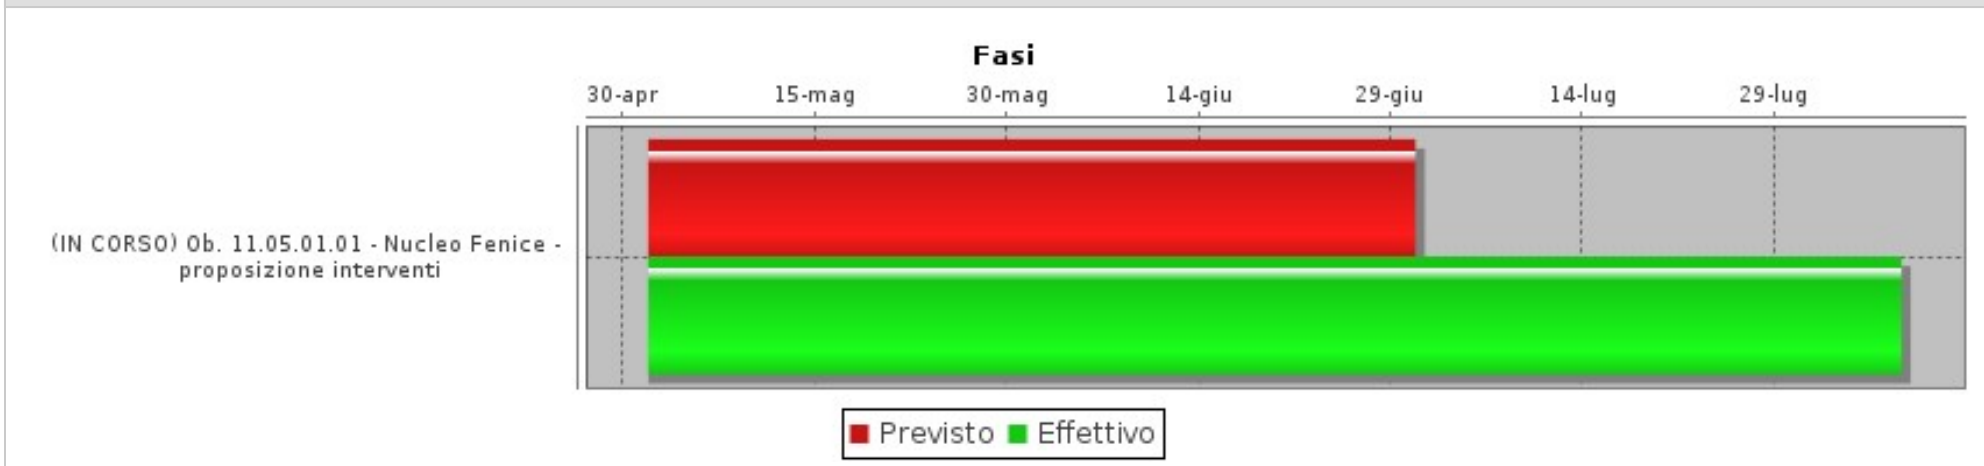 Fasi
30-apr 15-mag 30-mag 14-giu 29-giu 14-lug 29-lug
(IN CORSO) Ob. 11.05.01.01 - Nucleo Fenice -
proposizione interventi
Previsto Effettivo